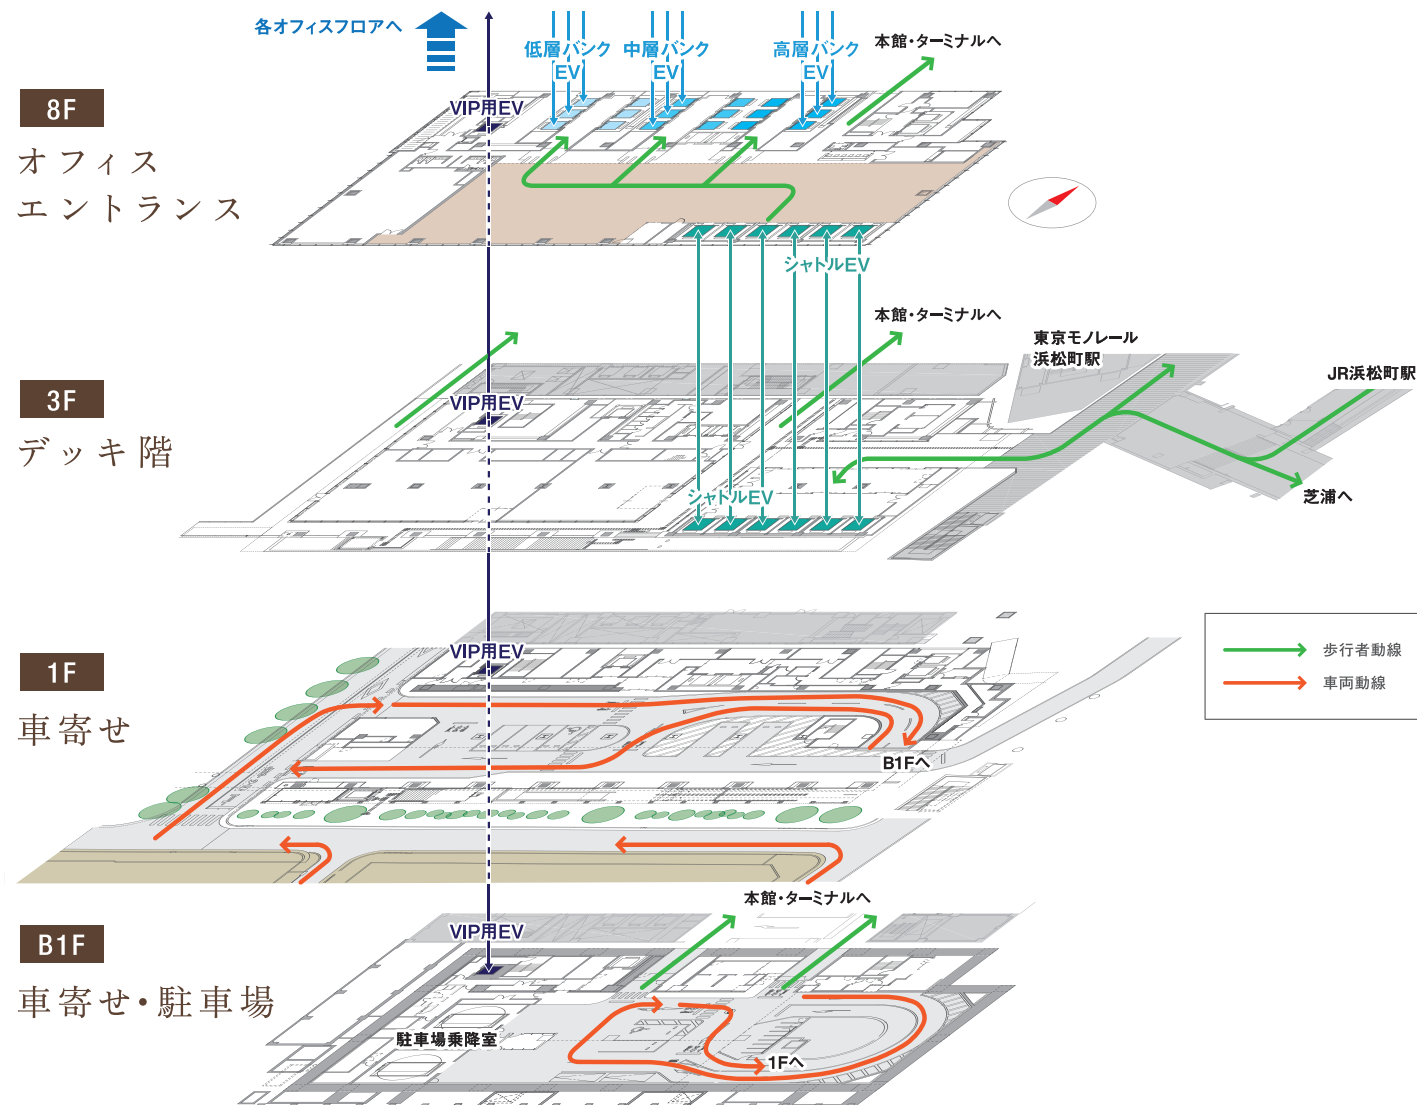 各オフィスフロアへ
低層バンク
EV
中層バンク
EV
高層バンク
EV
本館・ターミナルへ
8F
オフィス
エントランス
VIP用EV
シャトルEV
3F
デッキ階
VIP用EV
本館・ターミナルへ
東京モノレール
浜松町駅
JR浜松町駅
シャトルEV
芝浦へ
1F
車寄せ
VIP用EV
B1Fへ
歩行者動線
車両動線
B1F
車寄せ・駐車場
VIP用EV
本館・ターミナルへ
駐車場乗降室
1Fへ